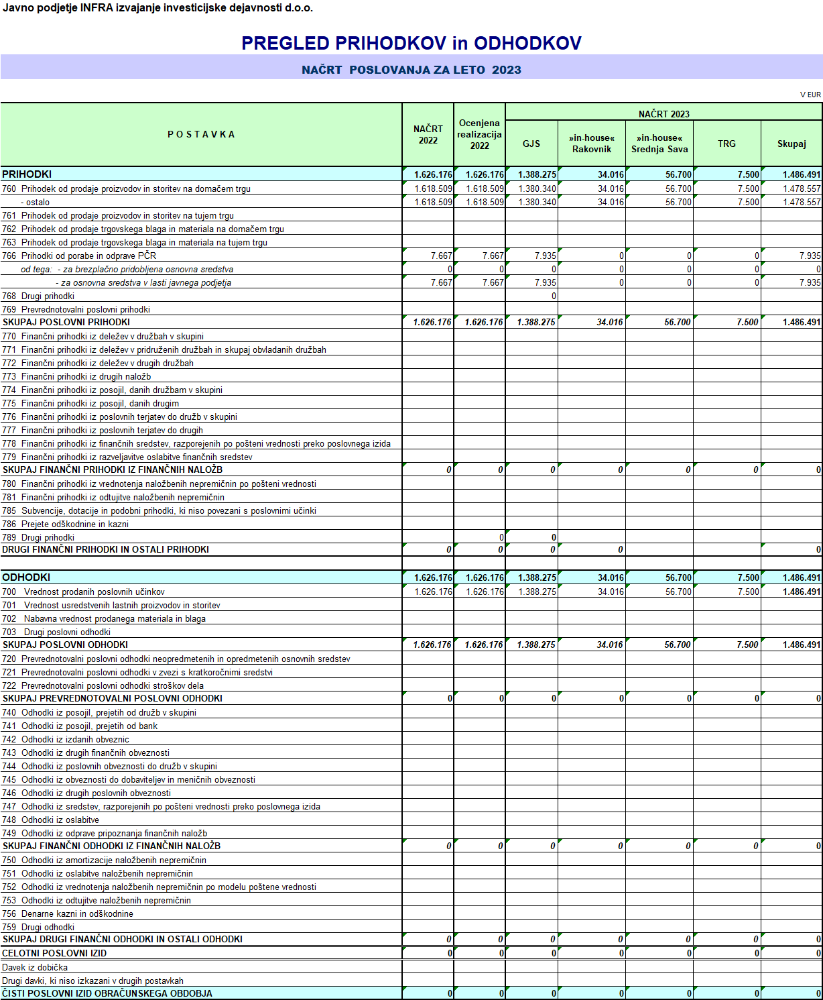 Javno podjetje INFRA izvajanje investicijske dejavnosti d.o.o.
PREGLED PRIHODKOV in ODHODKOV
NAČRT POSLOVANJA ZA LETO 2023
V EUR
P O S T A V K A NAČRT 2022 Ocenjena realizacija 2022 NAČRT 2023
GJS »in-house« Rakovnik »in-house« Srednja Sava TRG Skupaj
PRIHODKI 1.626.176 1.626.176 1.388.275 34.016 56.700 7.500 1.486.491
760 Prihodek od prodaje proizvodov in storitev na domačem trgu 1.618.509 1.618.509 1.380.340 34.016 56.700 7.500 1.478.557
- ostalo 1.618.509 1.618.509 1.380.340 34.016 56.700 7.500 1.478.557
761 Prihodek od prodaje proizvodov in storitev na tujem trgu
762 Prihodek od prodaje trgovskega blaga in materiala na domačem trgu
763 Prihodek od prodaje trgovskega blaga in materiala na tujem trgu
766 Prihodki od porabe in odprave PČR 7.667 7.667 7.935 0 0 0 7.935
od tega: - za brezplačno pridobljena osnovna sredstva 0 0 0 0 0 0 0
- za osnovna sredstva v lasti javnega podjetja 7.667 7.667 7.935 0 0 0 7.935
768 Drugi prihodki 0
769 Prevrednotovalni poslovni prihodki
SKUPAJ POSLOVNI PRIHODKI 1.626.176 1.626.176 1.388.275 34.016 56.700 7.500 1.486.491
770 Finančni prihodki iz deležev v družbah v skupini
771 Finančni prihodki iz deležev v pridruženih družbah in skupaj obvladanih družbah
772 Finančni prihodki iz deležev v drugih družbah
773 Finančni prihodki iz drugih naložb
774 Finančni prihodki iz posojil, danih družbam v skupini
775 Finančni prihodki iz posojil, danih drugim
776 Finančni prihodki iz poslovnih terjatev do družb v skupini
777 Finančni prihodki iz poslovnih terjatev do drugih
778 Finančni prihodki iz finančnih sredstev, razporejenih po pošteni vrednosti preko poslovnega izida
779 Finančni prihodki iz razveljavitve oslabitve finančnih sredstev
SKUPAJ FINANČNI PRIHODKI IZ FINANČNIH NALOŽB 0 0 0 0 0 0 0
780 Finančni prihodki iz vrednotenja naložbenih nepremičnin po pošteni vrednosti
781 Finančni prihodki iz odtujitve naložbenih nepremičnin
785 Subvencije, dotacije in podobni prihodki, ki niso povezani s poslovnimi učinki
786 Prejete odškodnine in kazni
789 Drugi prihodki 0 0
DRUGI FINANČNI PRIHODKI IN OSTALI PRIHODKI 0 0 0 0 0
ODHODKI 1.626.176 1.626.176 1.388.275 34.016 56.700 7.500 1.486.491
700 Vrednost prodanih poslovnih učinkov 1.626.176 1.626.176 1.388.275 34.016 56.700 7.500 1.486.491
701 Vrednost usredstvenih lastnih proizvodov in storitev
702 Nabavna vrednost prodanega materiala in blaga
703 Drugi poslovni odhodki
SKUPAJ POSLOVNI ODHODKI 1.626.176 1.626.176 1.388.275 34.016 56.700 7.500 1.486.491
720 Prevrednotovalni poslovni odhodki neopredmetenih in opredmetenih osnovnih sredstev
721 Prevrednotovalni poslovni odhodki v zvezi s kratkoročnimi sredstvi
722 Prevrednotovalni poslovni odhodki stroškov dela
SKUPAJ PREVREDNOTOVALNI POSLOVNI ODHODKI 0 0 0 0 0 0 0
740 Odhodki iz posojil, prejetih od družb v skupini
741 Odhodki iz posojil, prejetih od bank
742 Odhodki iz izdanih obveznic
743 Odhodki iz drugih finančnih obveznosti
744 Odhodki iz poslovnih obveznosti do družb v skupini
745 Odhodki iz obveznosti do dobaviteljev in meničnih obveznosti
746 Odhodki iz drugih poslovnih obveznosti
747 Odhodki iz sredstev, razporejenih po pošteni vrednosti preko poslovnega izida
748 Odhodki iz oslabitve
749 Odhodki iz odprave pripoznanja finančnih naložb
SKUPAJ FINANČNI ODHODKI IZ FINANČNIH NALOŽB 0 0 0 0 0 0 0
750 Odhodki iz amortizacije naložbenih nepremičnin
751 Odhodki iz oslabitve naložbenih nepremičnin
752 Odhodki iz vrednotenja naložbenih nepremičnin po modelu poštene vrednosti
753 Odhodki iz odtujitve naložbenih nepremičnin
756 Denarne kazni in odškodnine
759 Drugi odhodki
SKUPAJ DRUGI FINANČNI ODHODKI IN OSTALI ODHODKI 0 0 0 0 0 0 0
CELOTNI POSLOVNI IZID 0 0 0 0 0 0 0
Davek iz dobička
Drugi davki, ki niso izkazani v drugih postavkah
ČISTI POSLOVNI IZID OBRAČUNSKEGA OBDOBJA 0 0 0 0 0 0 0